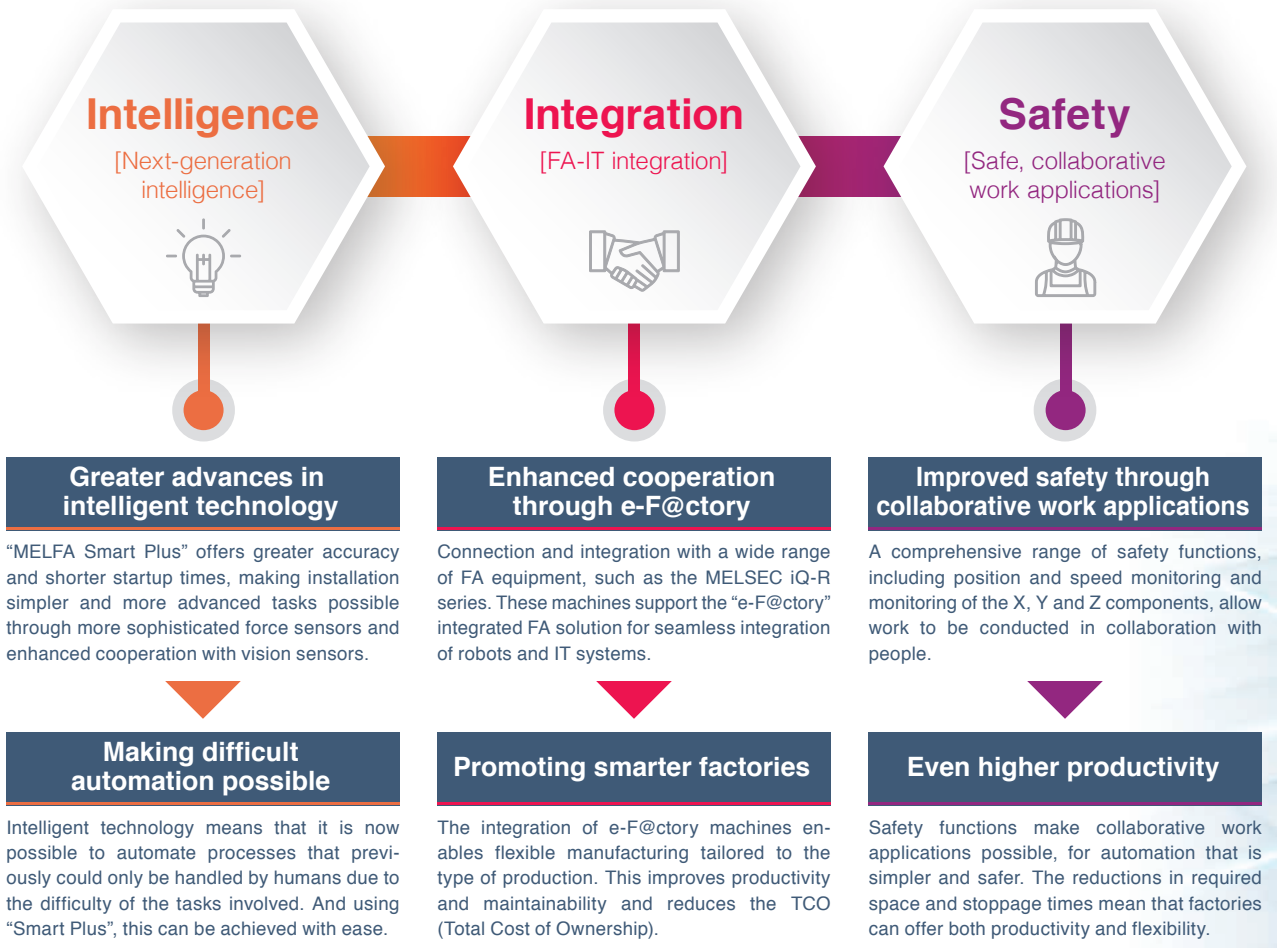 Intelligence
[Next-generation
intelligence]
Integration
[FA-IT integration]
Safety
[Safe, collaborative
work applications]
Greater advances in
intelligent technology
“MELFA Smart Plus” offers greater accuracy
and shorter startup times, making installation
simpler and more advanced tasks possible
through more sophisticated force sensors and
enhanced cooperation with vision sensors.
Making difficult
automation possible
Intelligent technology means that it is now
possible to automate processes that previ-
ously could only be handled by humans due to
the difficulty of the tasks involved. And using
“Smart Plus”, this can be achieved with ease.
Enhanced cooperation
through e-F@ctory
Connection and integration with a wide range
of FA equipment, such as the MELSEC iQ-R
series. These machines support the “e-F@ctory”
integrated FA solution for seamless integration
of robots and IT systems.
Promoting smarter factories
The integration of e-F@ctory machines en-
ables flexible manufacturing tailored to the
type of production. This improves productivity
and maintainability and reduces the TCO
(Total Cost of Ownership).
Improved safety through
collaborative work applications
A comprehensive range of safety functions,
including position and speed monitoring and
monitoring of the X, Y and Z components, allow
work to be conducted in collaboration with
people.
Even higher productivity
Safety functions make collaborative work
applications possible, for automation that is
simpler and safer. The reductions in required
space and stoppage times mean that factories
can offer both productivity and flexibility.